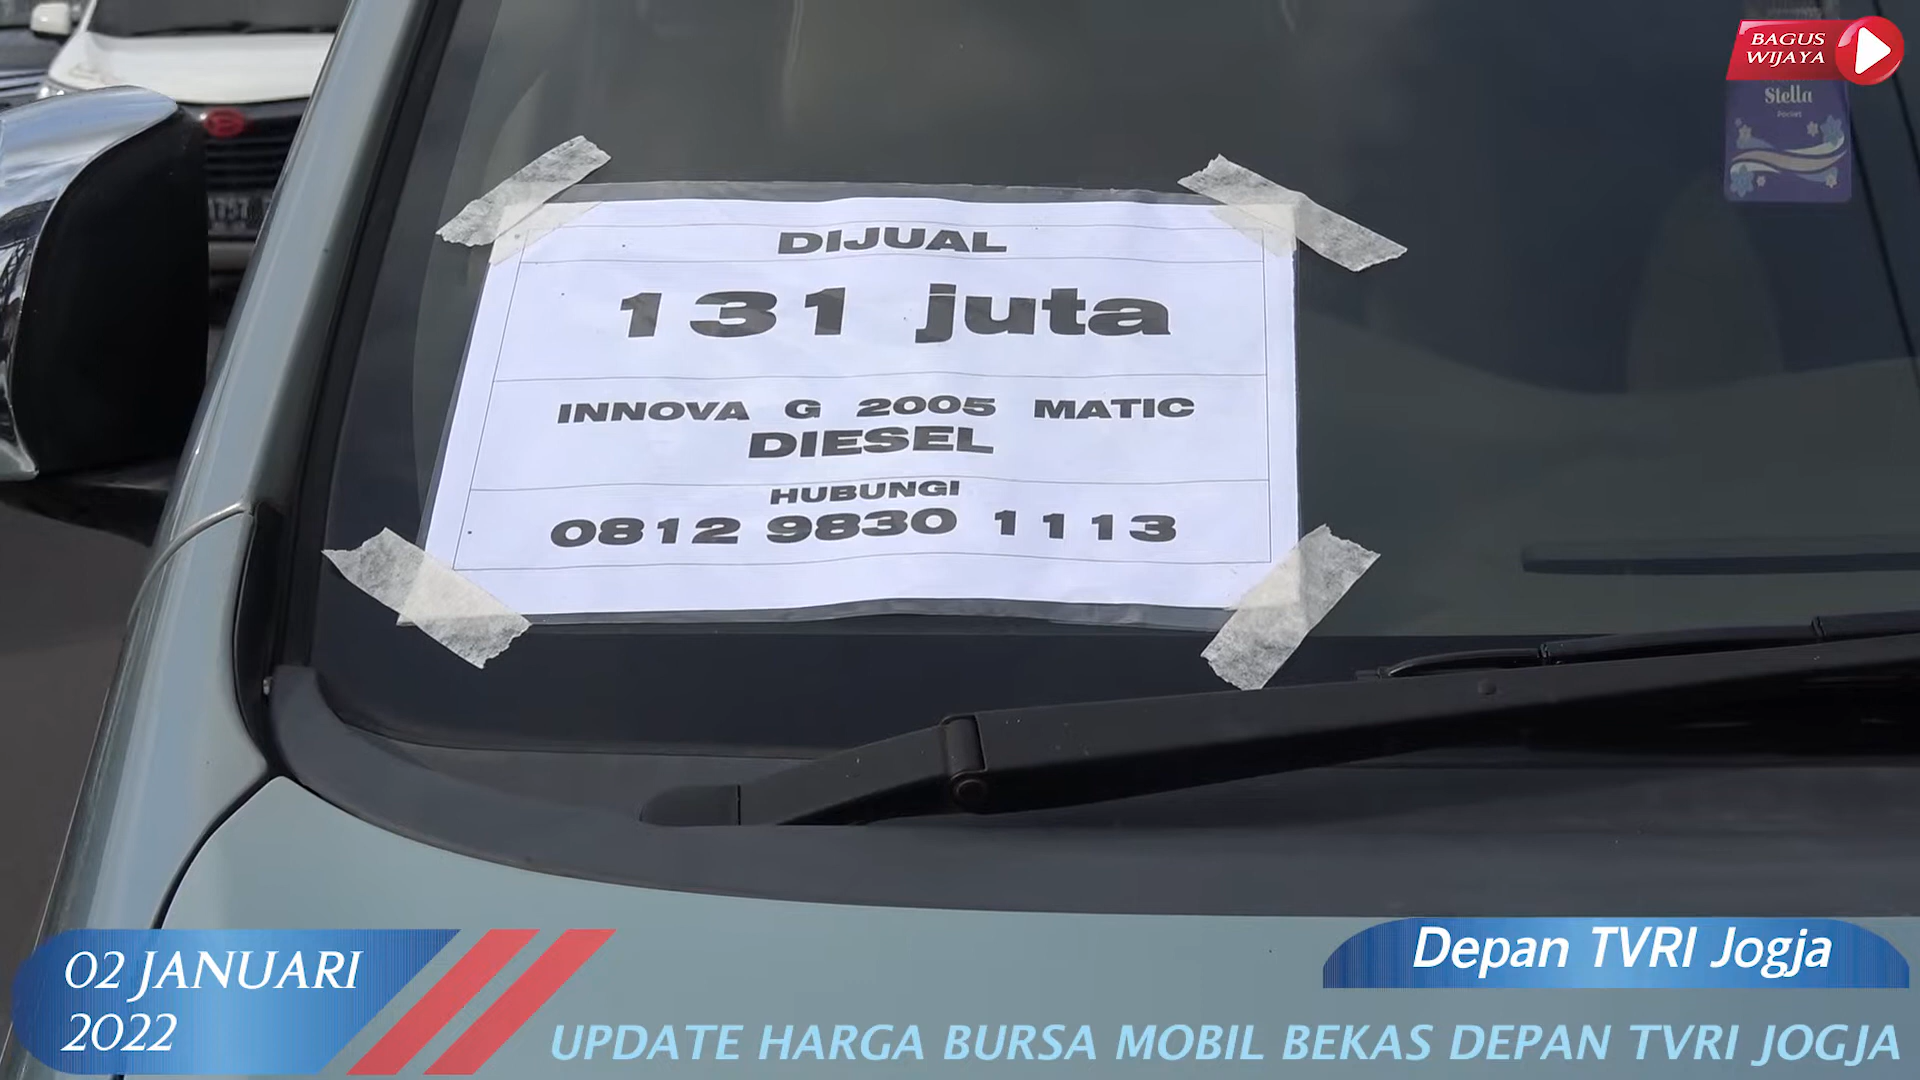 BAGUS
WIJAYA
Stella
Pocket
DIJUAL
131 juta
INNOVA G 2005 MATIC
DIESEL
HUBUNGI
0812 9830 1113
02 JANUARI
2022
Depan TVRI Jogja
UPDATE HARGA BURSA MOBIL BEKAS DEPAN TVRI JOGJA